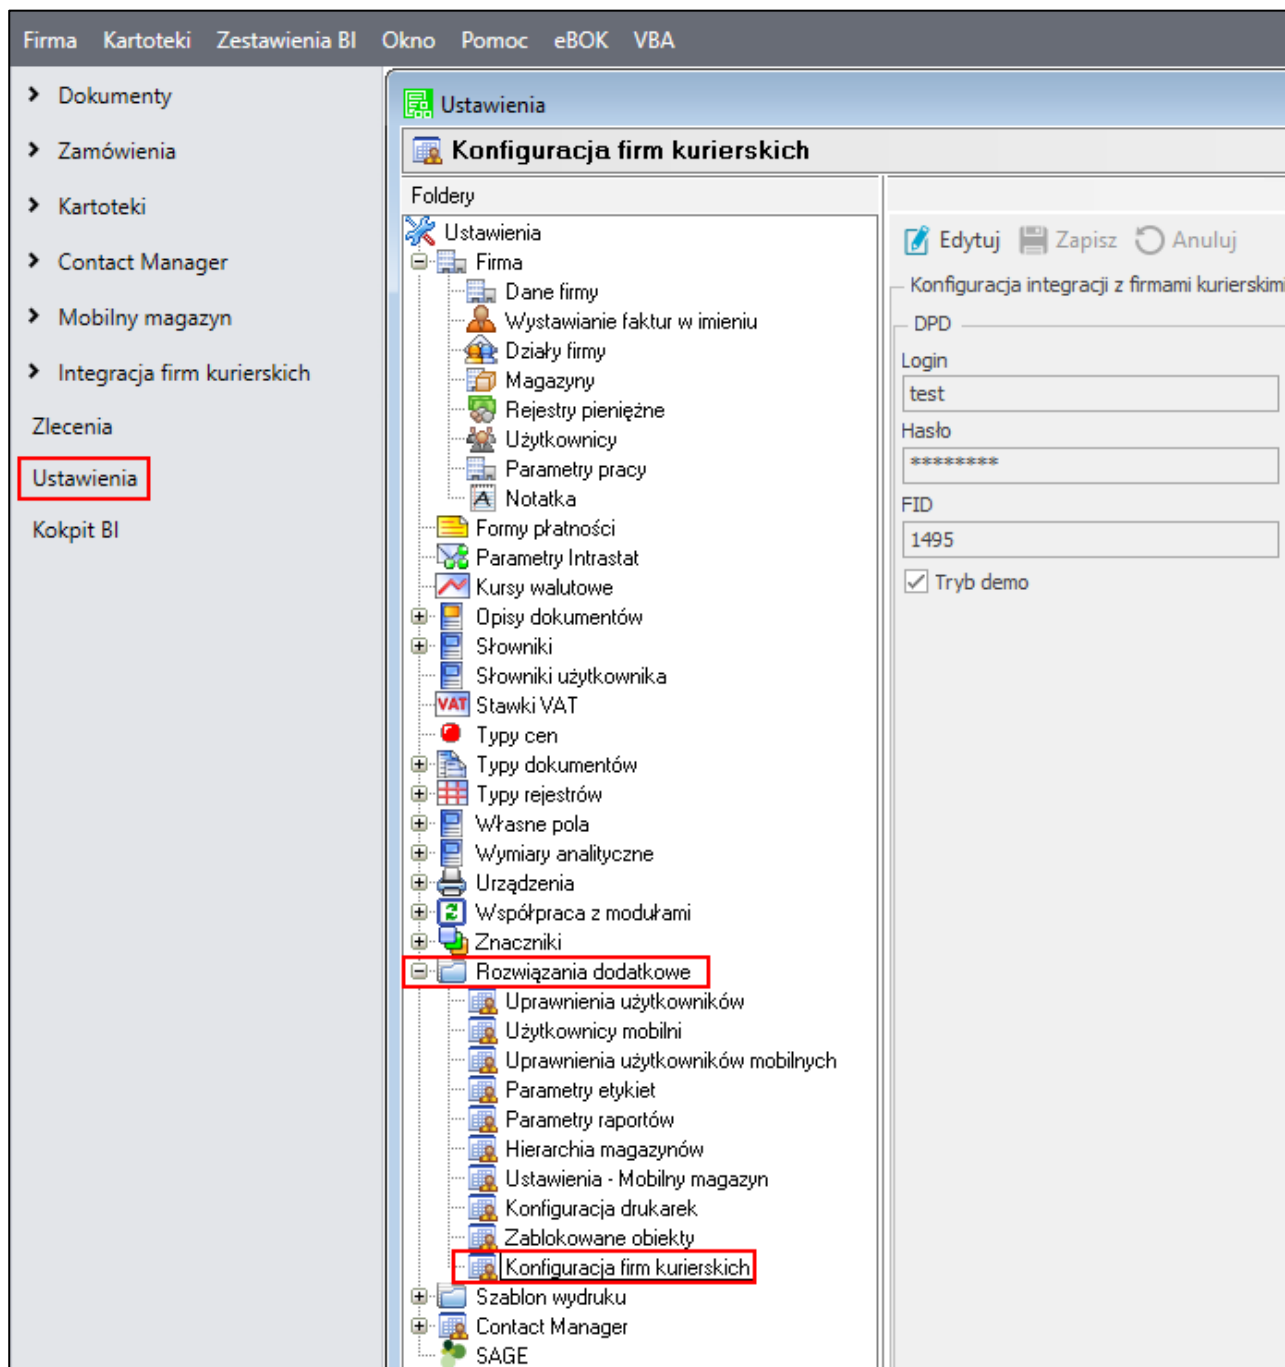 Firma Kartoteki Zestawienia BI Okno Pomoc eBOK VBA
Dokumenty
Zamówienia
Kartoteki
Contact Manager
Mobilny magazyn
Integracja firm kurierskich
Zlecenia
Ustawienia
Kokpit BI
Ustawienia
Konfiguracja firm kurierskich
Foldery
Ustawienia
Firma
Dane firmy
Wystawianie faktur w imieniu
Działy firmy
Magazyny
Rejestry pieniężne
Użytkownicy
Parametry pracy
Notatka
Formy płatności
Parametry Intrastat
Kursy walutowe
Opisy dokumentów
Słowniki
Słowniki użytkownika
VAT Stawki VAT
Typy cen
Typy dokumentów
Typy rejestrów
Własne pola
Wymiary analityczne
Urządzenia
Współpraca z modułami
Znaczniki
Rozwiązania dodatkowe
Uprawnienia użytkowników
Użytkownicy mobilni
Uprawnienia użytkowników mobilnych
Parametry etykiet
Parametry raportów
Hierarchia magazynów
Ustawienia - Mobilny magazyn
Konfiguracja drukarek
Zablokowane obiekty
Konfiguracja firm kurierskich
Szablon wydruku
Contact Manager
SAGE
Edytuj Zapisz Anuluj
Konfiguracja integracji z firmami kurierskimi
DPD
Login
test
Hasło
********
FID
1495
Tryb demo